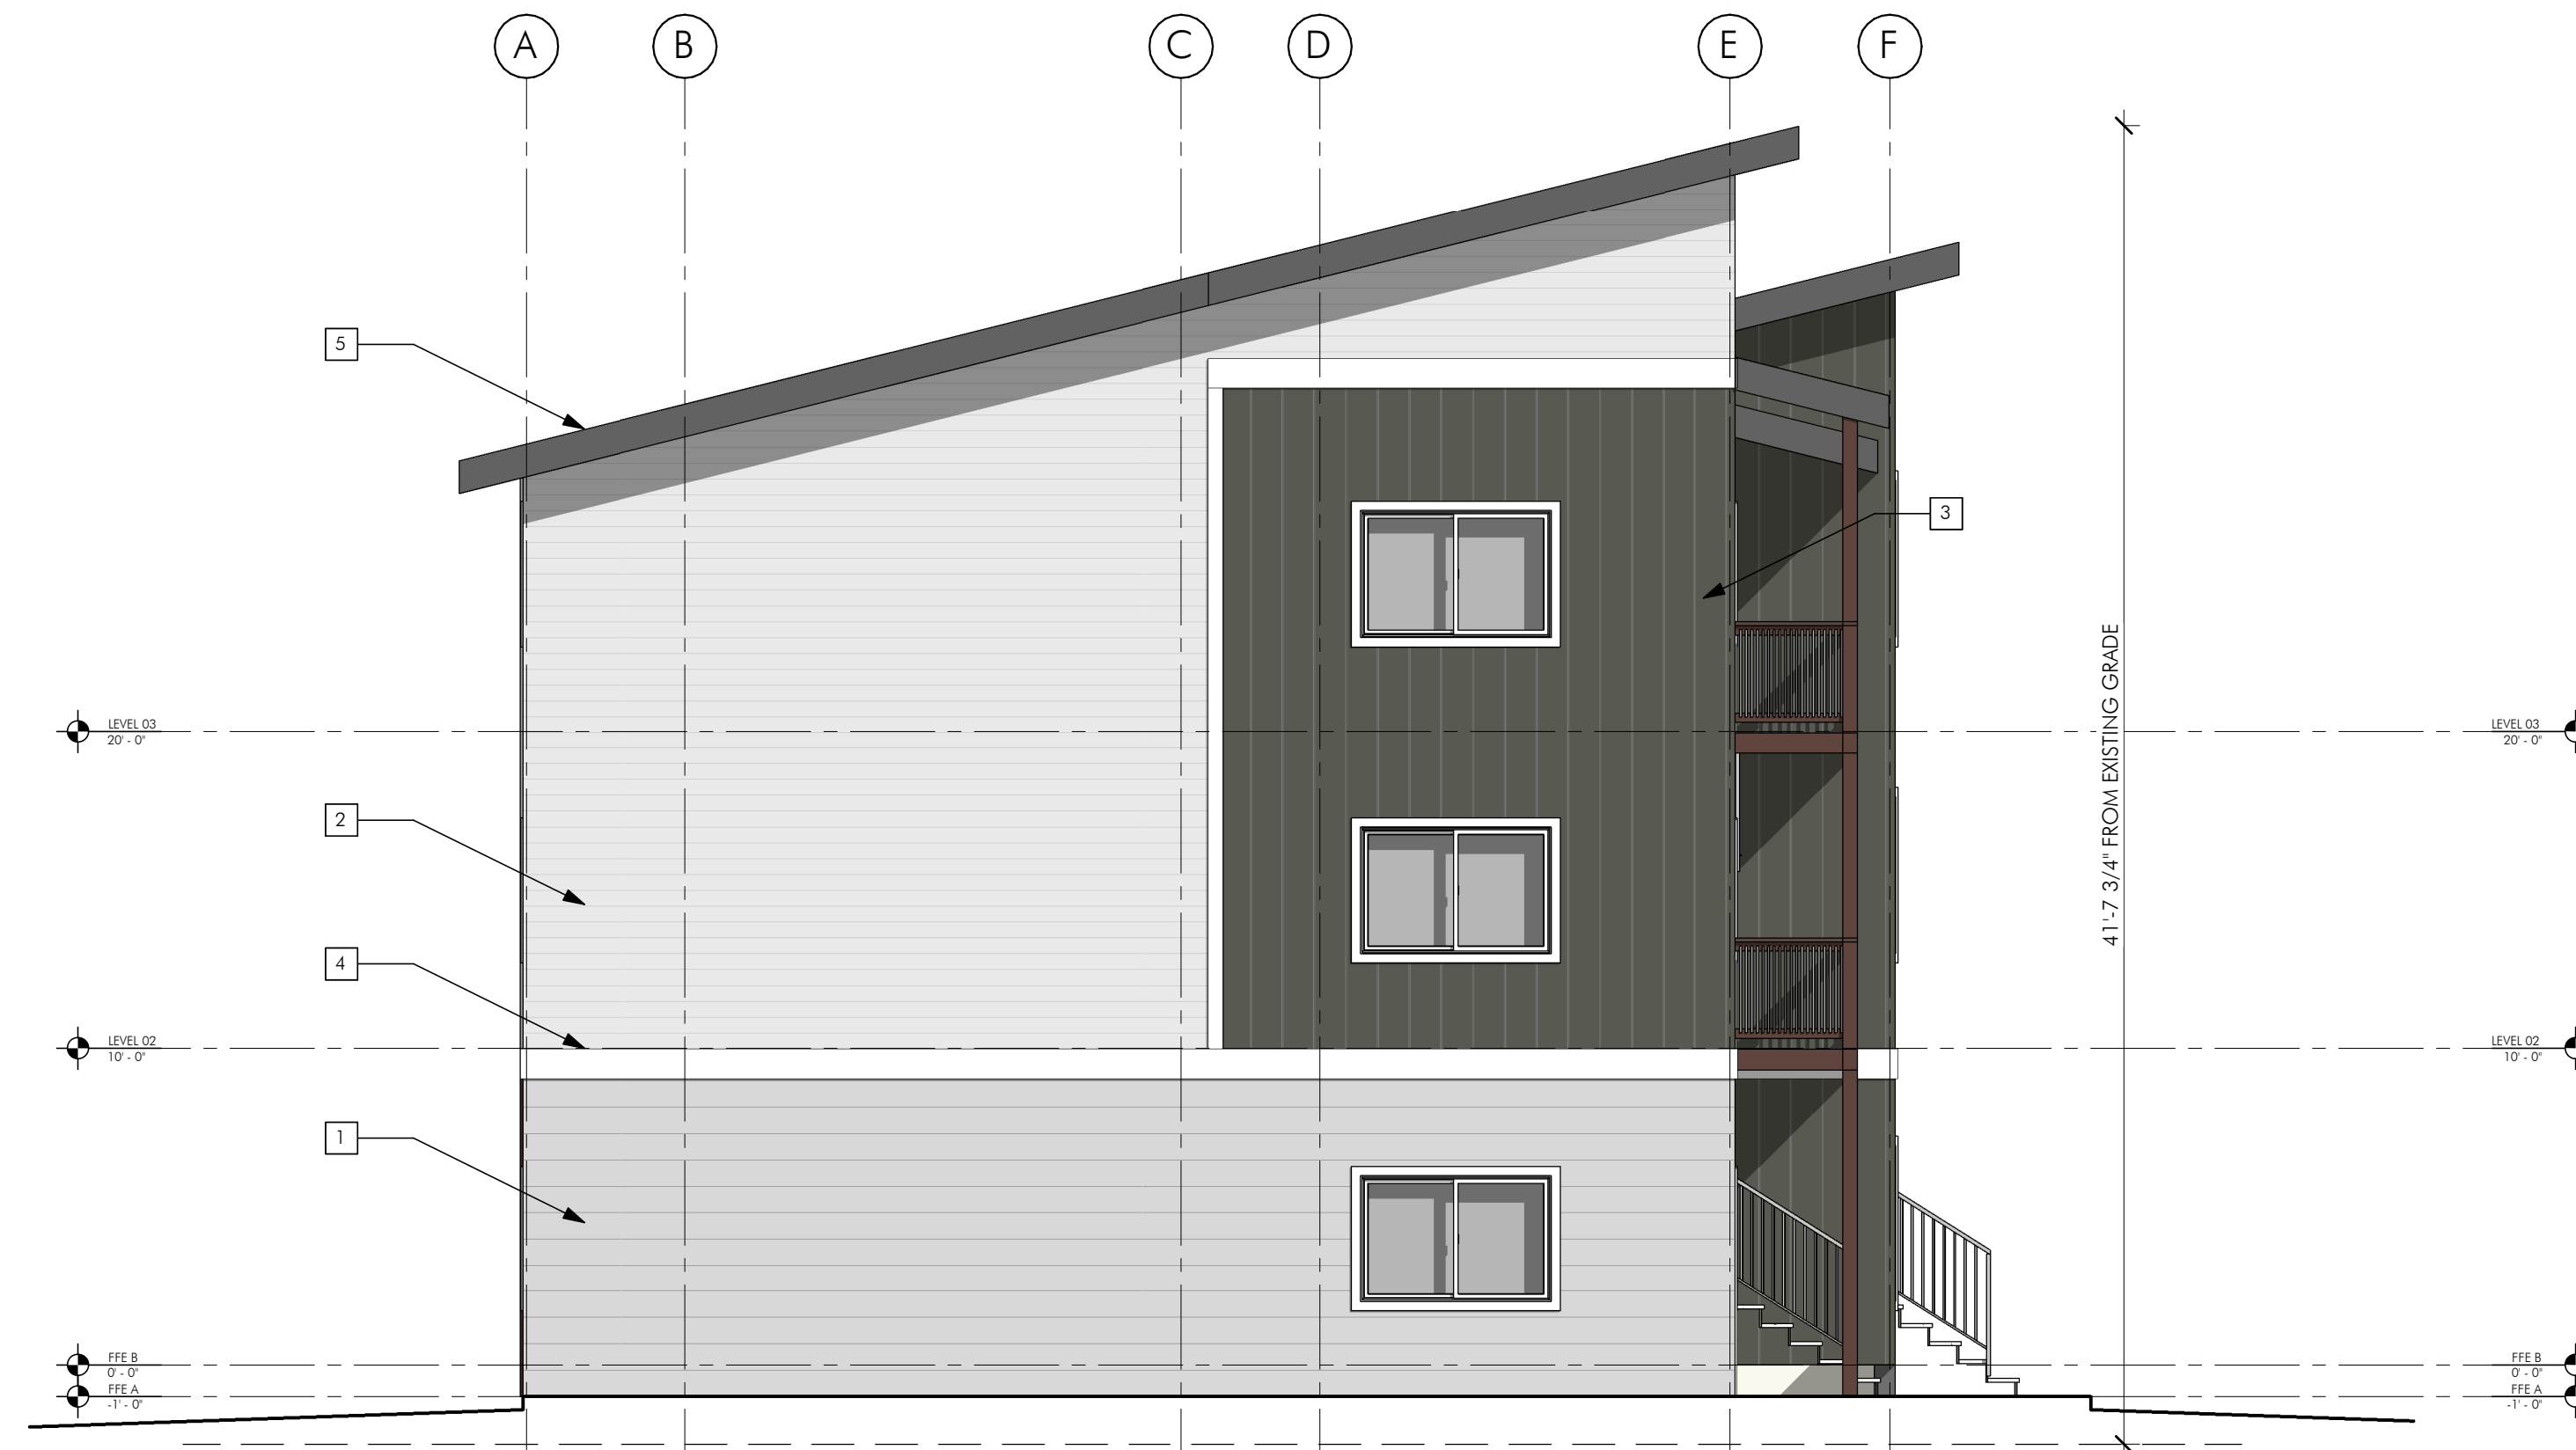 A B C D E F
5
3
LEVEL 03
20' - 0"
LEVEL 03
20' - 0"
41'-7 3/4" FROM EXISTING GRADE
2
4
LEVEL 02
10' - 0"
LEVEL 02
10' - 0"
1
FFE B
0' - 0"
FFE B
0' - 0"
FFE A
-1' - 0"
FFE A
-1' - 0"